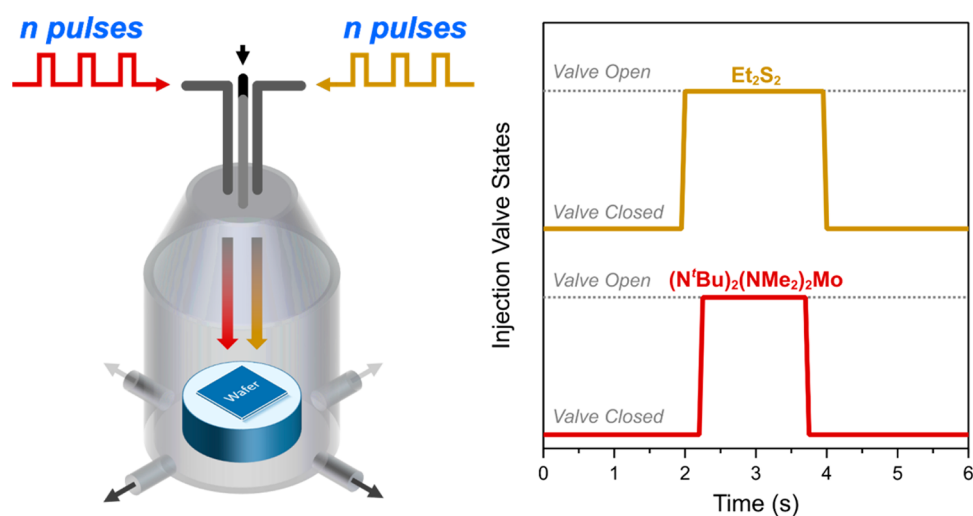 n pulses
n pulses
Wafer
Injection Valve States
Valve Open
Et₂S₂
Valve Closed
Valve Open
(NᵗBu)₂(NMe₂)₂Mo
Valve Closed
0 1 2 3 4 5 6
Time (s)